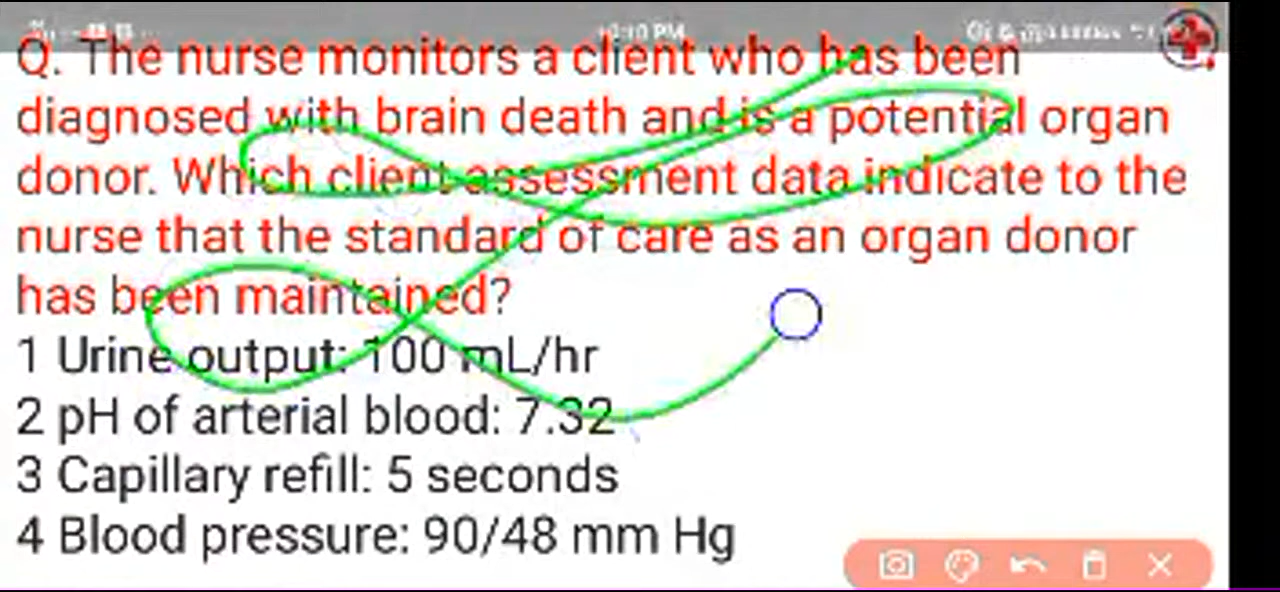 Q. The nurse monitors a client who has been
diagnosed with brain death and is a potential organ
donor. Which client assessment data indicate to the
nurse that the standard of care as an organ donor
has been maintained?
1 Urine output: 100 mL/hr
2 pH of arterial blood: 7.32
3 Capillary refill: 5 seconds
4 Blood pressure: 90/48 mm Hg